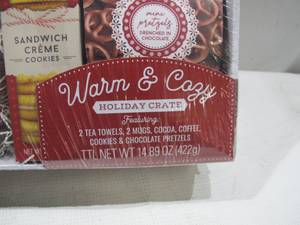 SANDWICH
CRÈME
COOKIES
mini
pretzels
DRENCHED IN
CHOCOLATE
Warm & Cozy
HOLIDAY CRATE
Featuring:
2 TEA TOWELS, 2 MUGS, COCOA, COFFEE,
COOKIES & CHOCOLATE PRETZELS
TTL NET WT 14.89 OZ (422g)